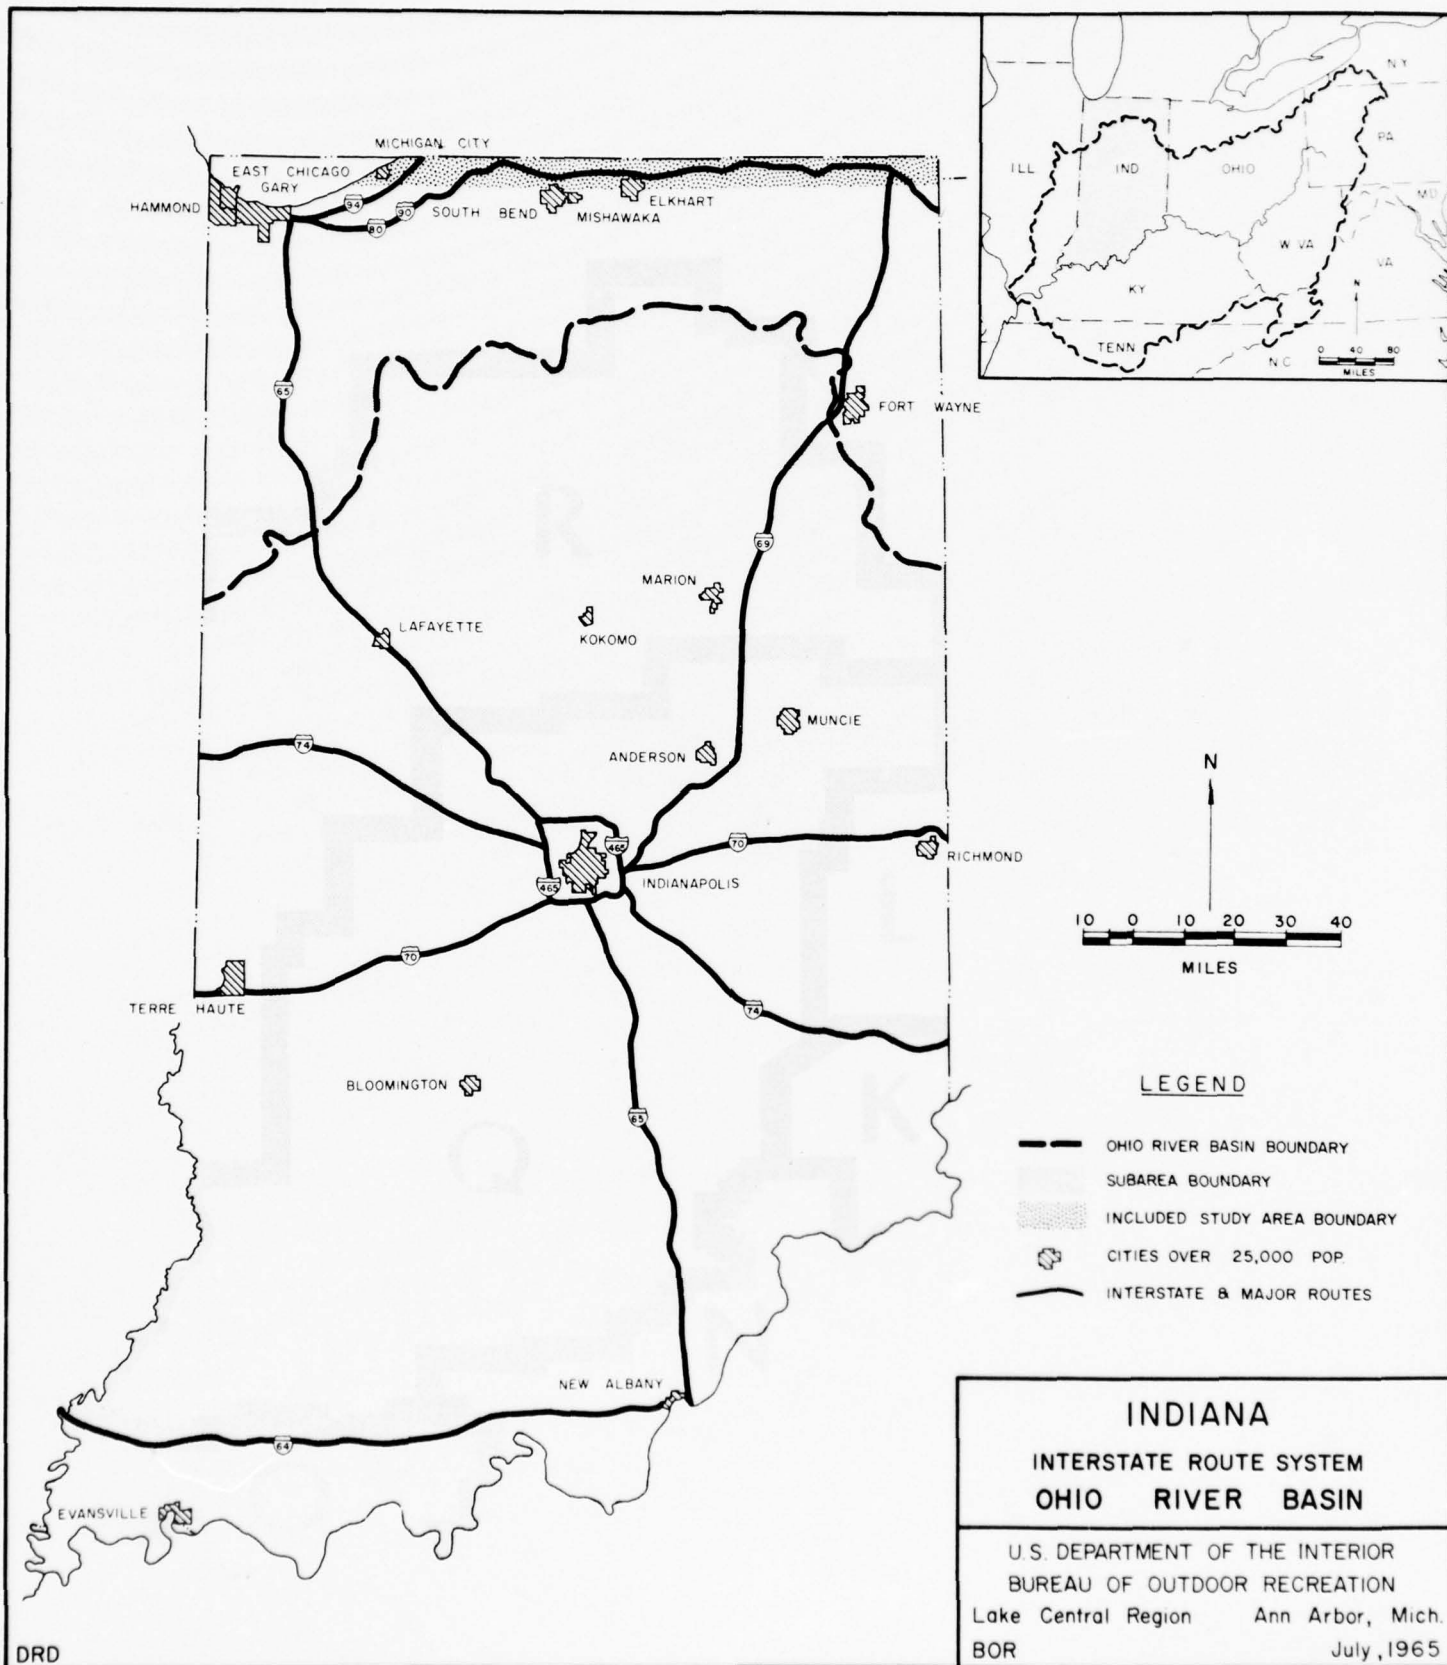 MICHIGAN CITY
EAST CHICAGO
GARY
HAMMOND
94
90
80
SOUTH BEND
MISHAWAKA
ELKHART
65
FORT WAYNE
69
MARION
LAFAYETTE
KOKOMO
74
MUNCIE
ANDERSON
465
70
RICHMOND
465
INDIANAPOLIS
70
TERRE HAUTE
74
BLOOMINGTON
65
NEW ALBANY
64
EVANSVILLE
DRD
N.Y
PA
ILL
IND
OHIO
MD
W VA
VA
KY
N
TENN
N.C
0 40 80
MILES
N
10 0 10 20 30 40
MILES
LEGEND
OHIO RIVER BASIN BOUNDARY
SUBAREA BOUNDARY
INCLUDED STUDY AREA BOUNDARY
CITIES OVER 25,000 POP.
INTERSTATE & MAJOR ROUTES
INDIANA
INTERSTATE ROUTE SYSTEM
OHIO RIVER BASIN
U.S. DEPARTMENT OF THE INTERIOR
BUREAU OF OUTDOOR RECREATION
Lake Central Region Ann Arbor, Mich.
BOR July, 1965